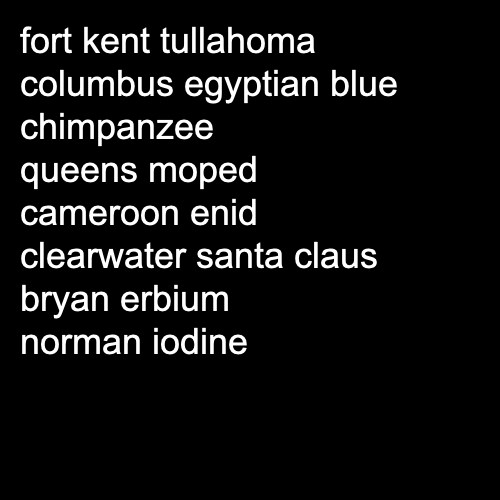 fort kent tullahoma
columbus egyptian blue
chimpanzee
queens moped
cameroon enid
clearwater santa claus
bryan erbium
norman iodine